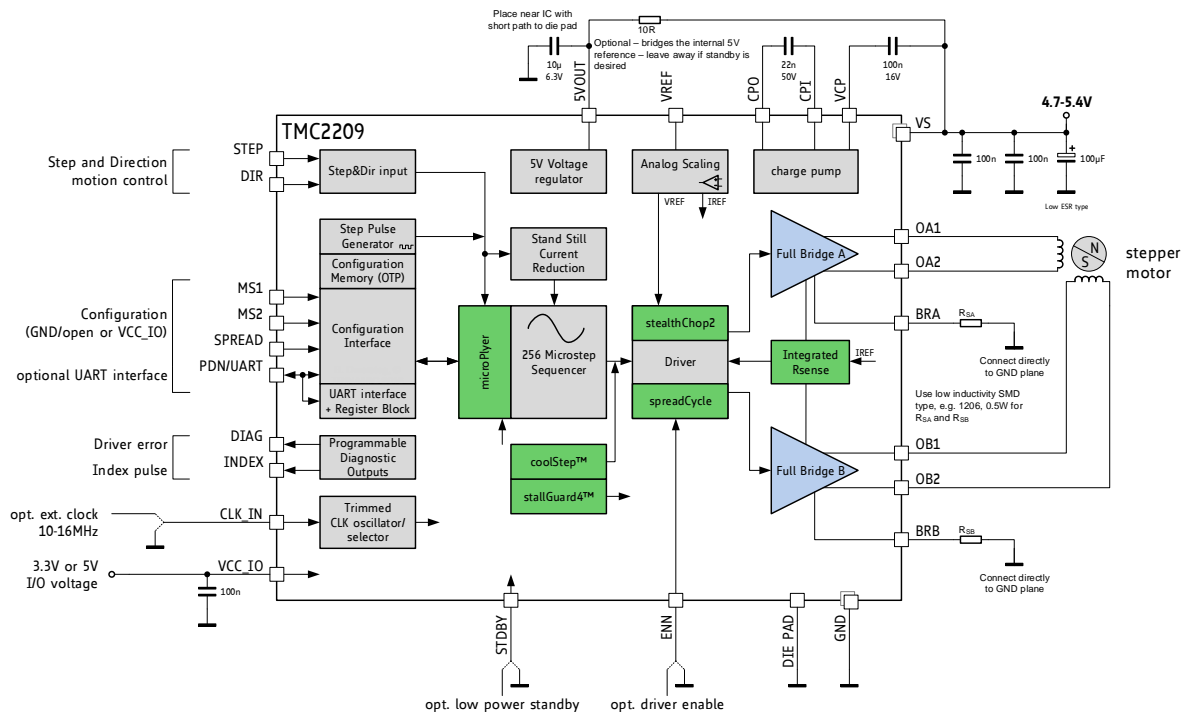 Place near IC with
short path to die pad
10R
Optional – bridges the internal 5V
reference – leave away if standby is
desired
10µ
6.3V
5VOUT
VREF
CPO
22n
50V
CPI
VCP
100n
16V
4.7-5.4V
VS
100n
100n
+
100µF
Low ESR type
TMC2209
Step and Direction
motion control
STEP
DIR
Step&Dir input
5V Voltage
regulator
Analog Scaling
VREF
IREF
charge pump
Step Pulse
Generator
Configuration
Memory (OTP)
Stand Still
Current
Reduction
Full Bridge A
OA1
OA2
N
S
stepper
motor
Configuration
(GND/open or VCC_IO)
optional UART interface
MS1
MS2
SPREAD
PDN/UART
Configuration
Interface
UART interface
+ Register Block
microPlyer
256 Microstep
Sequencer
stealthChop2
Driver
spreadCycle
Integrated
Rsense
IREF
BRA
RSA
Connect directly
to GND plane
Use low inductivity SMD
type, e.g. 1206, 0.5W for
RSA and RSB
Driver error
Index pulse
DIAG
INDEX
Programmable
Diagnostic
Outputs
coolStep™
stallGuard4™
Full Bridge B
OB1
OB2
opt. ext. clock
10-16MHz
CLK_IN
Trimmed
CLK oscillator/
selector
BRB
RSB
Connect directly
to GND plane
3.3V or 5V
I/O voltage
VCC_IO
100n
STDBY
ENN
DIE PAD
GND
opt. low power standby
opt. driver enable